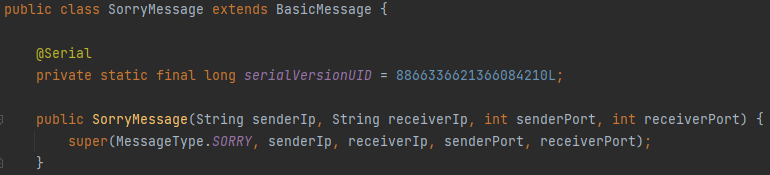 public class SorryMessage extends BasicMessage {
@Serial
private static final long serialVersionUID = 8866336621366084210L;
public SorryMessage(String senderIp, String receiverIp, int senderPort, int receiverPort) {
super(MessageType.SORRY, senderIp, receiverIp, senderPort, receiverPort);
}